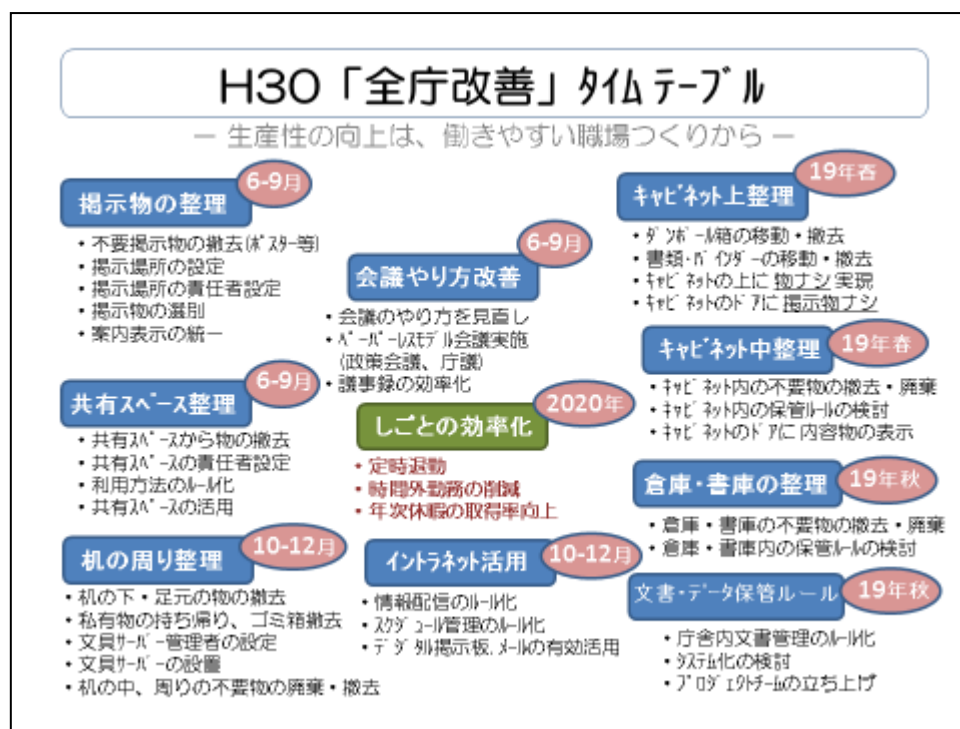 H30「全庁改善」ﾀｲﾑﾃｰﾌﾞﾙ
― 生産性の向上は、働きやすい職場つくりから ―
6-9月
掲示物の整理
・不要掲示物の撤去(ﾎﾟｽﾀｰ等)
・掲示場所の設定
・掲示場所の責任者設定
・掲示物の選別
・案内表示の統一
6-9月
共有ｽﾍﾟｰｽ整理
・共有ｽﾍﾟｰｽから物の撤去
・共有ｽﾍﾟｰｽの責任者設定
・利用方法のﾙｰﾙ化
・共有ｽﾍﾟｰｽの活用
10-12月
机の周り整理
・机の下・足元の物の撤去
・私有物の持ち帰り、ゴミ箱撤去
・文具ｻｰﾊﾞｰ管理者の設定
・文具ｻｰﾊﾞｰの設置
・机の中、周りの不要物の廃棄・撤去
6-9月
会議やり方改善
・会議のやり方を見直し
・ﾍﾟｰﾊﾟｰﾚｽﾓﾃﾞﾙ会議実施
(政策会議、庁議)
・議事録の効率化
2020年
しごとの効率化
・定時退勤
・時間外勤務の削減
・年次休暇の取得率向上
10-12月
ｲﾝﾄﾗﾈｯﾄ活用
・情報配信のﾙｰﾙ化
・ｽｹｼﾞｭｰﾙ管理のﾙｰﾙ化
・ﾃﾞｼﾞﾀﾙ掲示板､ﾒｰﾙの有効活用
19年春
ｷｬﾋﾞﾈｯﾄ上整理
・ﾀﾞﾝﾎﾞｰﾙ箱の移動・撤去
・書類・ﾊﾞｲﾝﾀﾞｰの移動・撤去
・ｷｬﾋﾞﾈｯﾄの上に物ナシ実現
・ｷｬﾋﾞﾈｯﾄのﾄﾞｱに掲示物ナシ
19年春
ｷｬﾋﾞﾈｯﾄ中整理
・ｷｬﾋﾞﾈｯﾄ内の不要物の撤去・廃棄
・ｷｬﾋﾞﾈｯﾄ内の保管ﾙｰﾙの検討
・ｷｬﾋﾞﾈｯﾄのﾄﾞｱに内容物の表示
19年秋
倉庫・書庫の整理
・倉庫・書庫の不要物の撤去・廃棄
・倉庫・書庫内の保管ﾙｰﾙの検討
19年秋
文書・データ保管ルール
・庁舎内文書管理のﾙｰﾙ化
・ｼｽﾃﾑ化の検討
・ﾌﾟﾛｼﾞｪｸﾄﾁｰﾑの立ち上げ